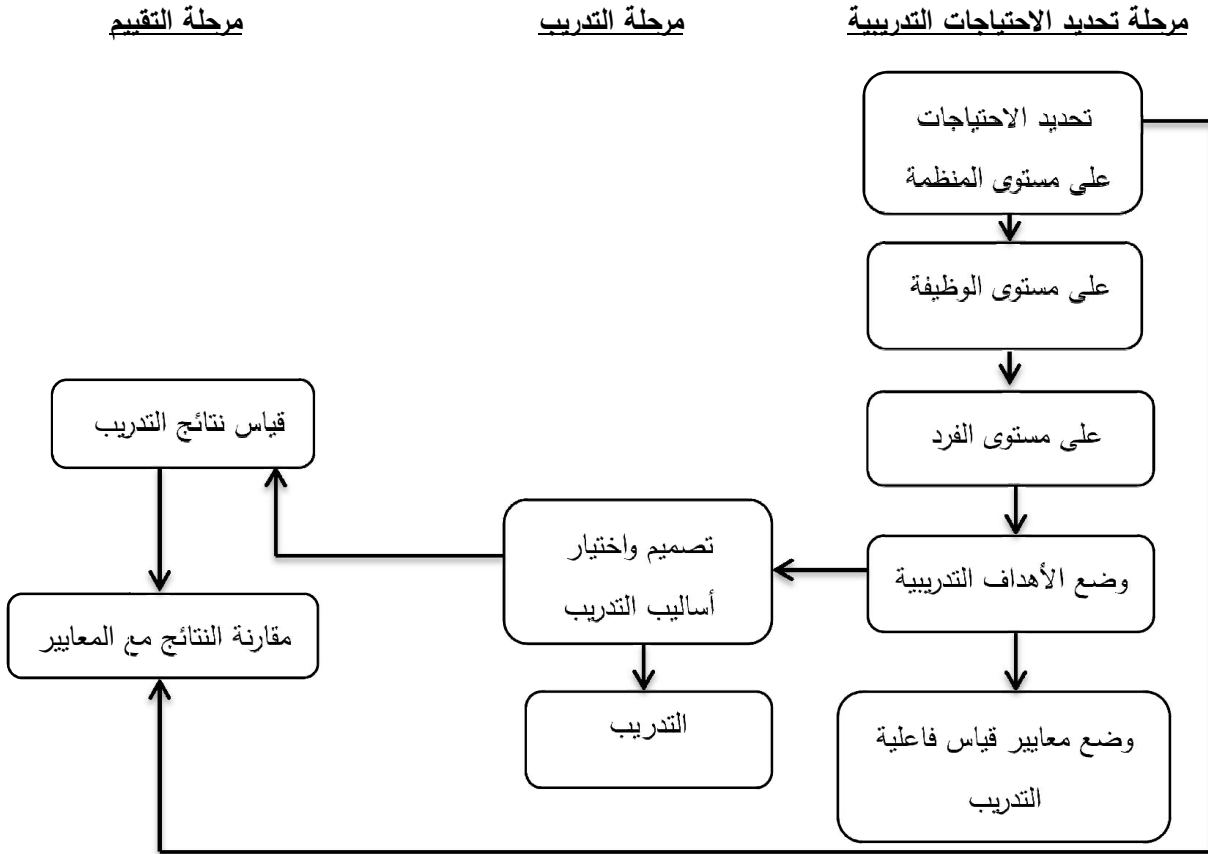 مرحلة تحديد الاحتياجات التدريبية
مرحلة التدريب
مرحلة التقييم
تحديد الاحتياجات
على مستوى المنظمة
على مستوى الوظيفة
على مستوى الفرد
وضع الأهداف التدريبية
وضع معايير قياس فاعلية
التدريب
تصميم واختيار
أساليب التدريب
التدريب
قياس نتائج التدريب
مقارنة النتائج مع المعايير